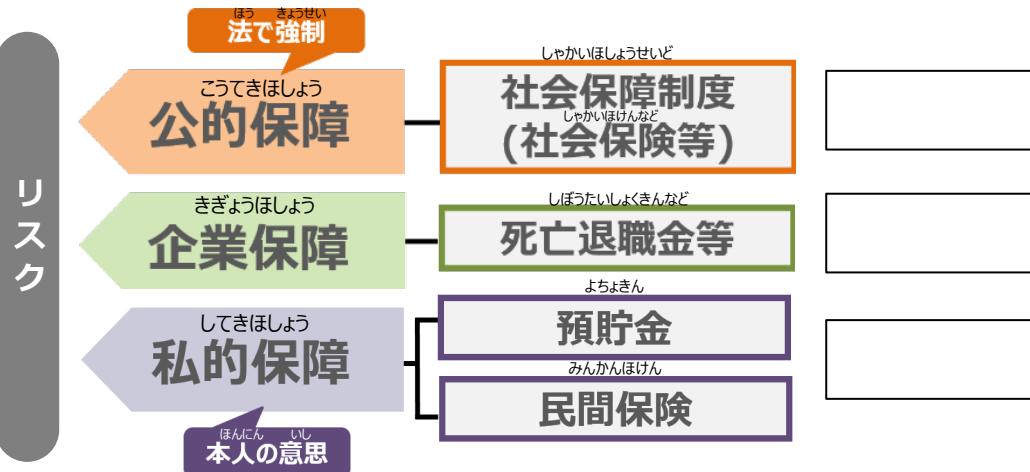 ほう きょうせい
法で強制
こうてきほしょう
公的保障
しゃかいほしょうせいど
社会保障制度
しゃかいほけんなど
(社会保険等)
リスク
きぎょうほしょう
企業保障
しぼうたいしょくきんなど
死亡退職金等
してきほしょう
私的保障
よちょきん
預貯金
みんかんほけん
民間保険
ほんにん いし
本人の意思